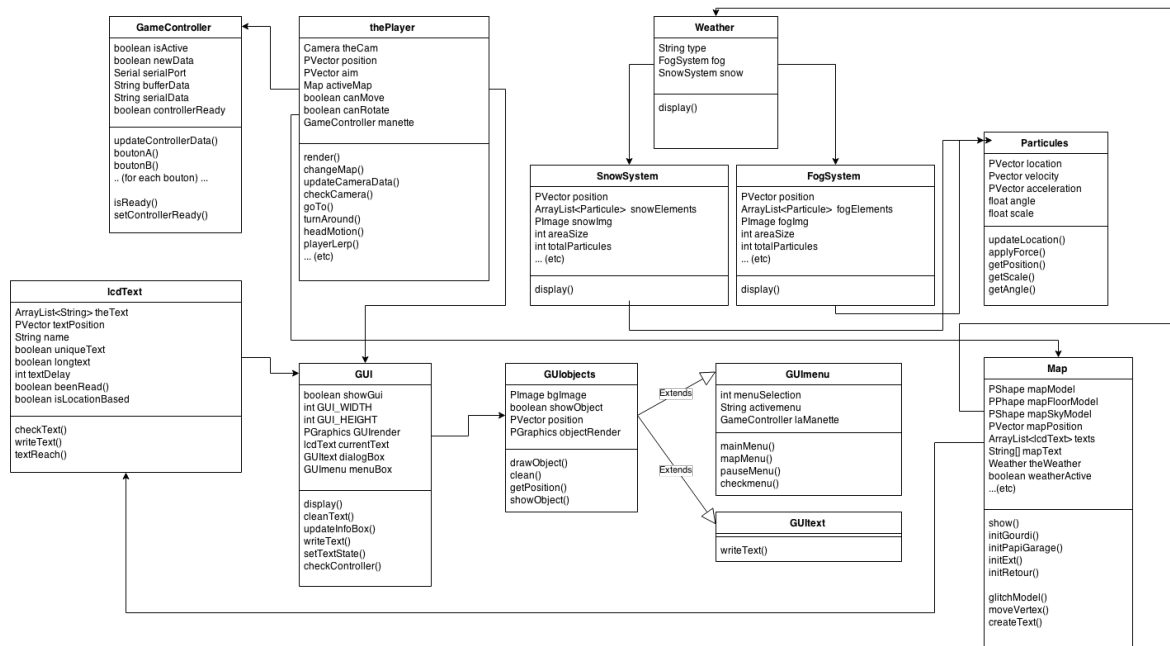 GameController
boolean isActive
boolean newData
Serial serialPort
String bufferData
String serialData
boolean controllerReady
updateControllerData()
boutonA()
boutonB()
.. (for each bouton) ...
isReady()
setControllerReady()
thePlayer
Camera theCam
PVector position
PVector aim
Map activeMap
boolean canMove
boolean canRotate
GameController manette
render()
changeMap()
updateCameraData()
checkCamera()
goTo()
turnAround()
headMotion()
playerLerp()
... (etc)
Weather
String type
FogSystem fog
SnowSystem snow
display()
SnowSystem
PVector position
ArrayList<Particule> snowElements
PImage snowImg
int areaSize
int totalParticules
... (etc)
display()
FogSystem
PVector position
ArrayList<Particule> fogElements
PImage fogImg
int areaSize
int totalParticules
... (etc)
display()
Particules
PVector location
Pvector velocity
PVector acceleration
float angle
float scale
updateLocation()
applyForce()
getPosition()
getScale()
getAngle()
lcdText
ArrayList<String> theText
PVector textPosition
String name
boolean uniqueText
boolean longtext
int textDelay
boolean beenRead()
boolean isLocationBased
checkText()
writeText()
textReach()
GUI
boolean showGui
int GUI_WIDTH
int GUI_HEIGHT
PGraphics GUIrender
lcdText currentText
GUItext dialogBox
GUImenu menuBox
display()
cleanText()
updateInfoBox()
writeText()
setTextState()
checkController()
GUIobjects
PImage bgImage
boolean showObject
PVector position
PGraphics objectRender
drawObject()
clean()
getPosition()
showObject()
Extends
Extends
GUImenu
int menuSelection
String activemenu
GameController laManette
mainMenu()
mapMenu()
pauseMenu()
checkmenu()
GUItext
writeText()
Map
PShape mapModel
PPhape mapFloorModel
PShape mapSkyModel
PVector mapPosition
ArrayList<lcdText> texts
String[] mapText
Weather theWeather
boolean weatherActive
...(etc)
show()
initGourdi()
initPapiGarage()
initExt()
initRetour()
glitchModel()
moveVertex()
createText()